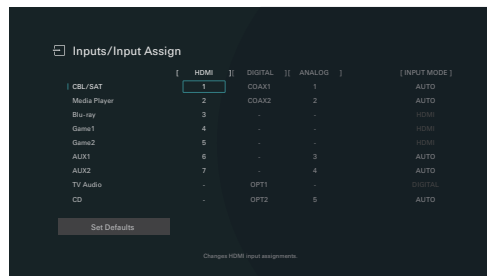 Inputs/Input Assign
[ HDMI ][ DIGITAL ][ ANALOG ] [ INPUT MODE ]
CBL/SAT 1 COAX1 1 AUTO
Media Player 2 COAX2 2 AUTO
Blu-ray 3 - - HDMI
Game1 4 - - HDMI
Game2 5 - - HDMI
AUX1 6 - 3 AUTO
AUX2 7 - 4 AUTO
TV Audio - OPT1 - DIGITAL
CD - OPT2 5 AUTO
Set Defaults
Changes HDMI input assignments.